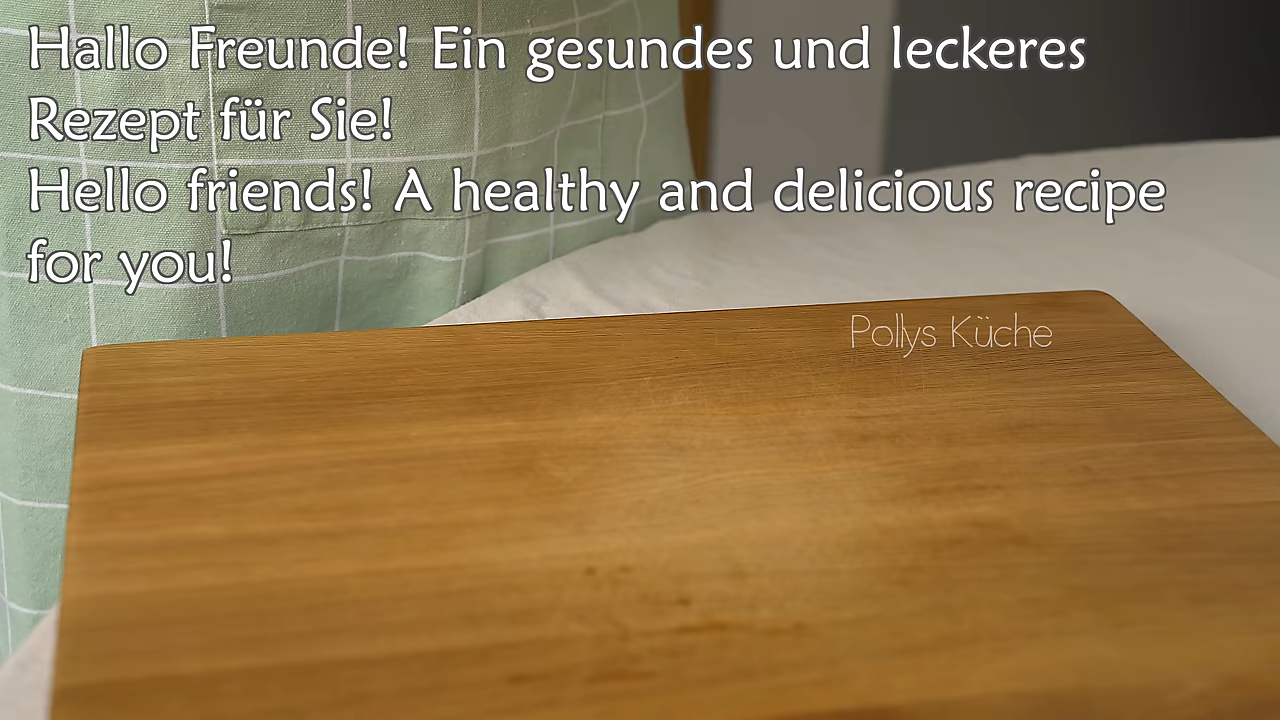 Hallo Freunde! Ein gesundes und leckeres
Rezept für Sie!
Hello friends! A healthy and delicious recipe
for you!
Pollys Küche